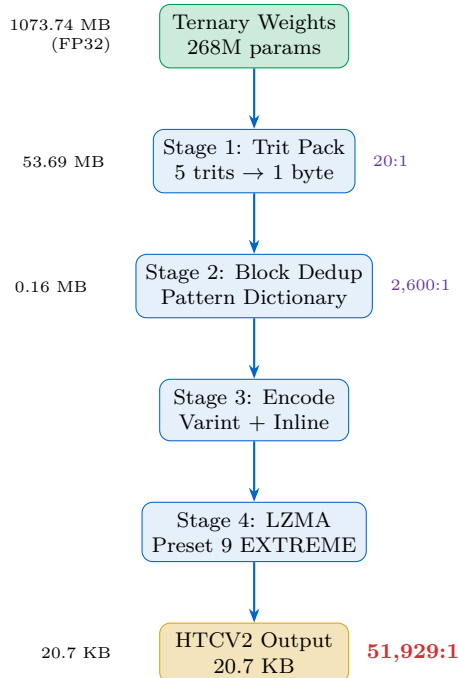 1073.74 MB
(FP32)
Ternary Weights
268M params
53.69 MB
Stage 1: Trit Pack
5 trits → 1 byte
20:1
0.16 MB
Stage 2: Block Dedup
Pattern Dictionary
2,600:1
Stage 3: Encode
Varint + Inline
Stage 4: LZMA
Preset 9 EXTREME
20.7 KB
HTCV2 Output
20.7 KB
51,929:1